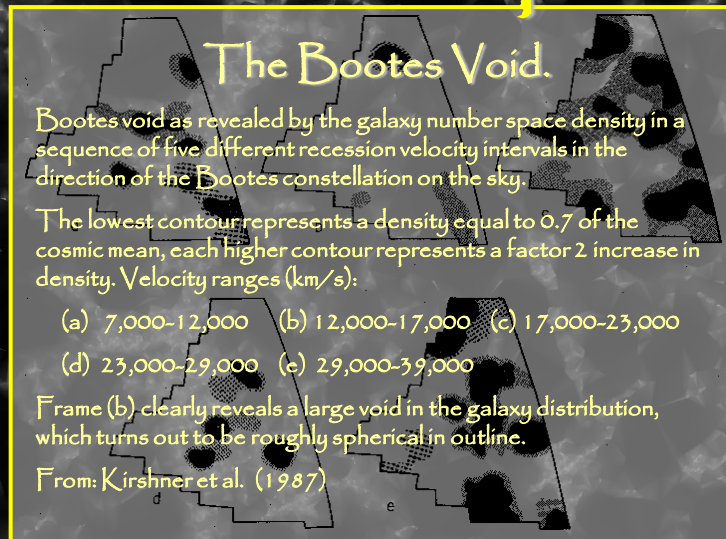 The Bootes Void.
Bootes void as revealed by the galaxy number space density in a
sequence of five different recession velocity intervals in the
direction of the Bootes constellation on the sky.
The lowest contour represents a density equal to 0.7 of the
cosmic mean, each higher contour represents a factor 2 increase in
density. Velocity ranges (km/s):
(a) 7,000-12,000 (b) 12,000-17,000 (c) 17,000-23,000
(d) 23,000-29,000 (e) 29,000-39,000
Frame (b) clearly reveals a large void in the galaxy distribution,
which turns out to be roughly spherical in outline.
From: Kirshner et al. (1987)
d
e